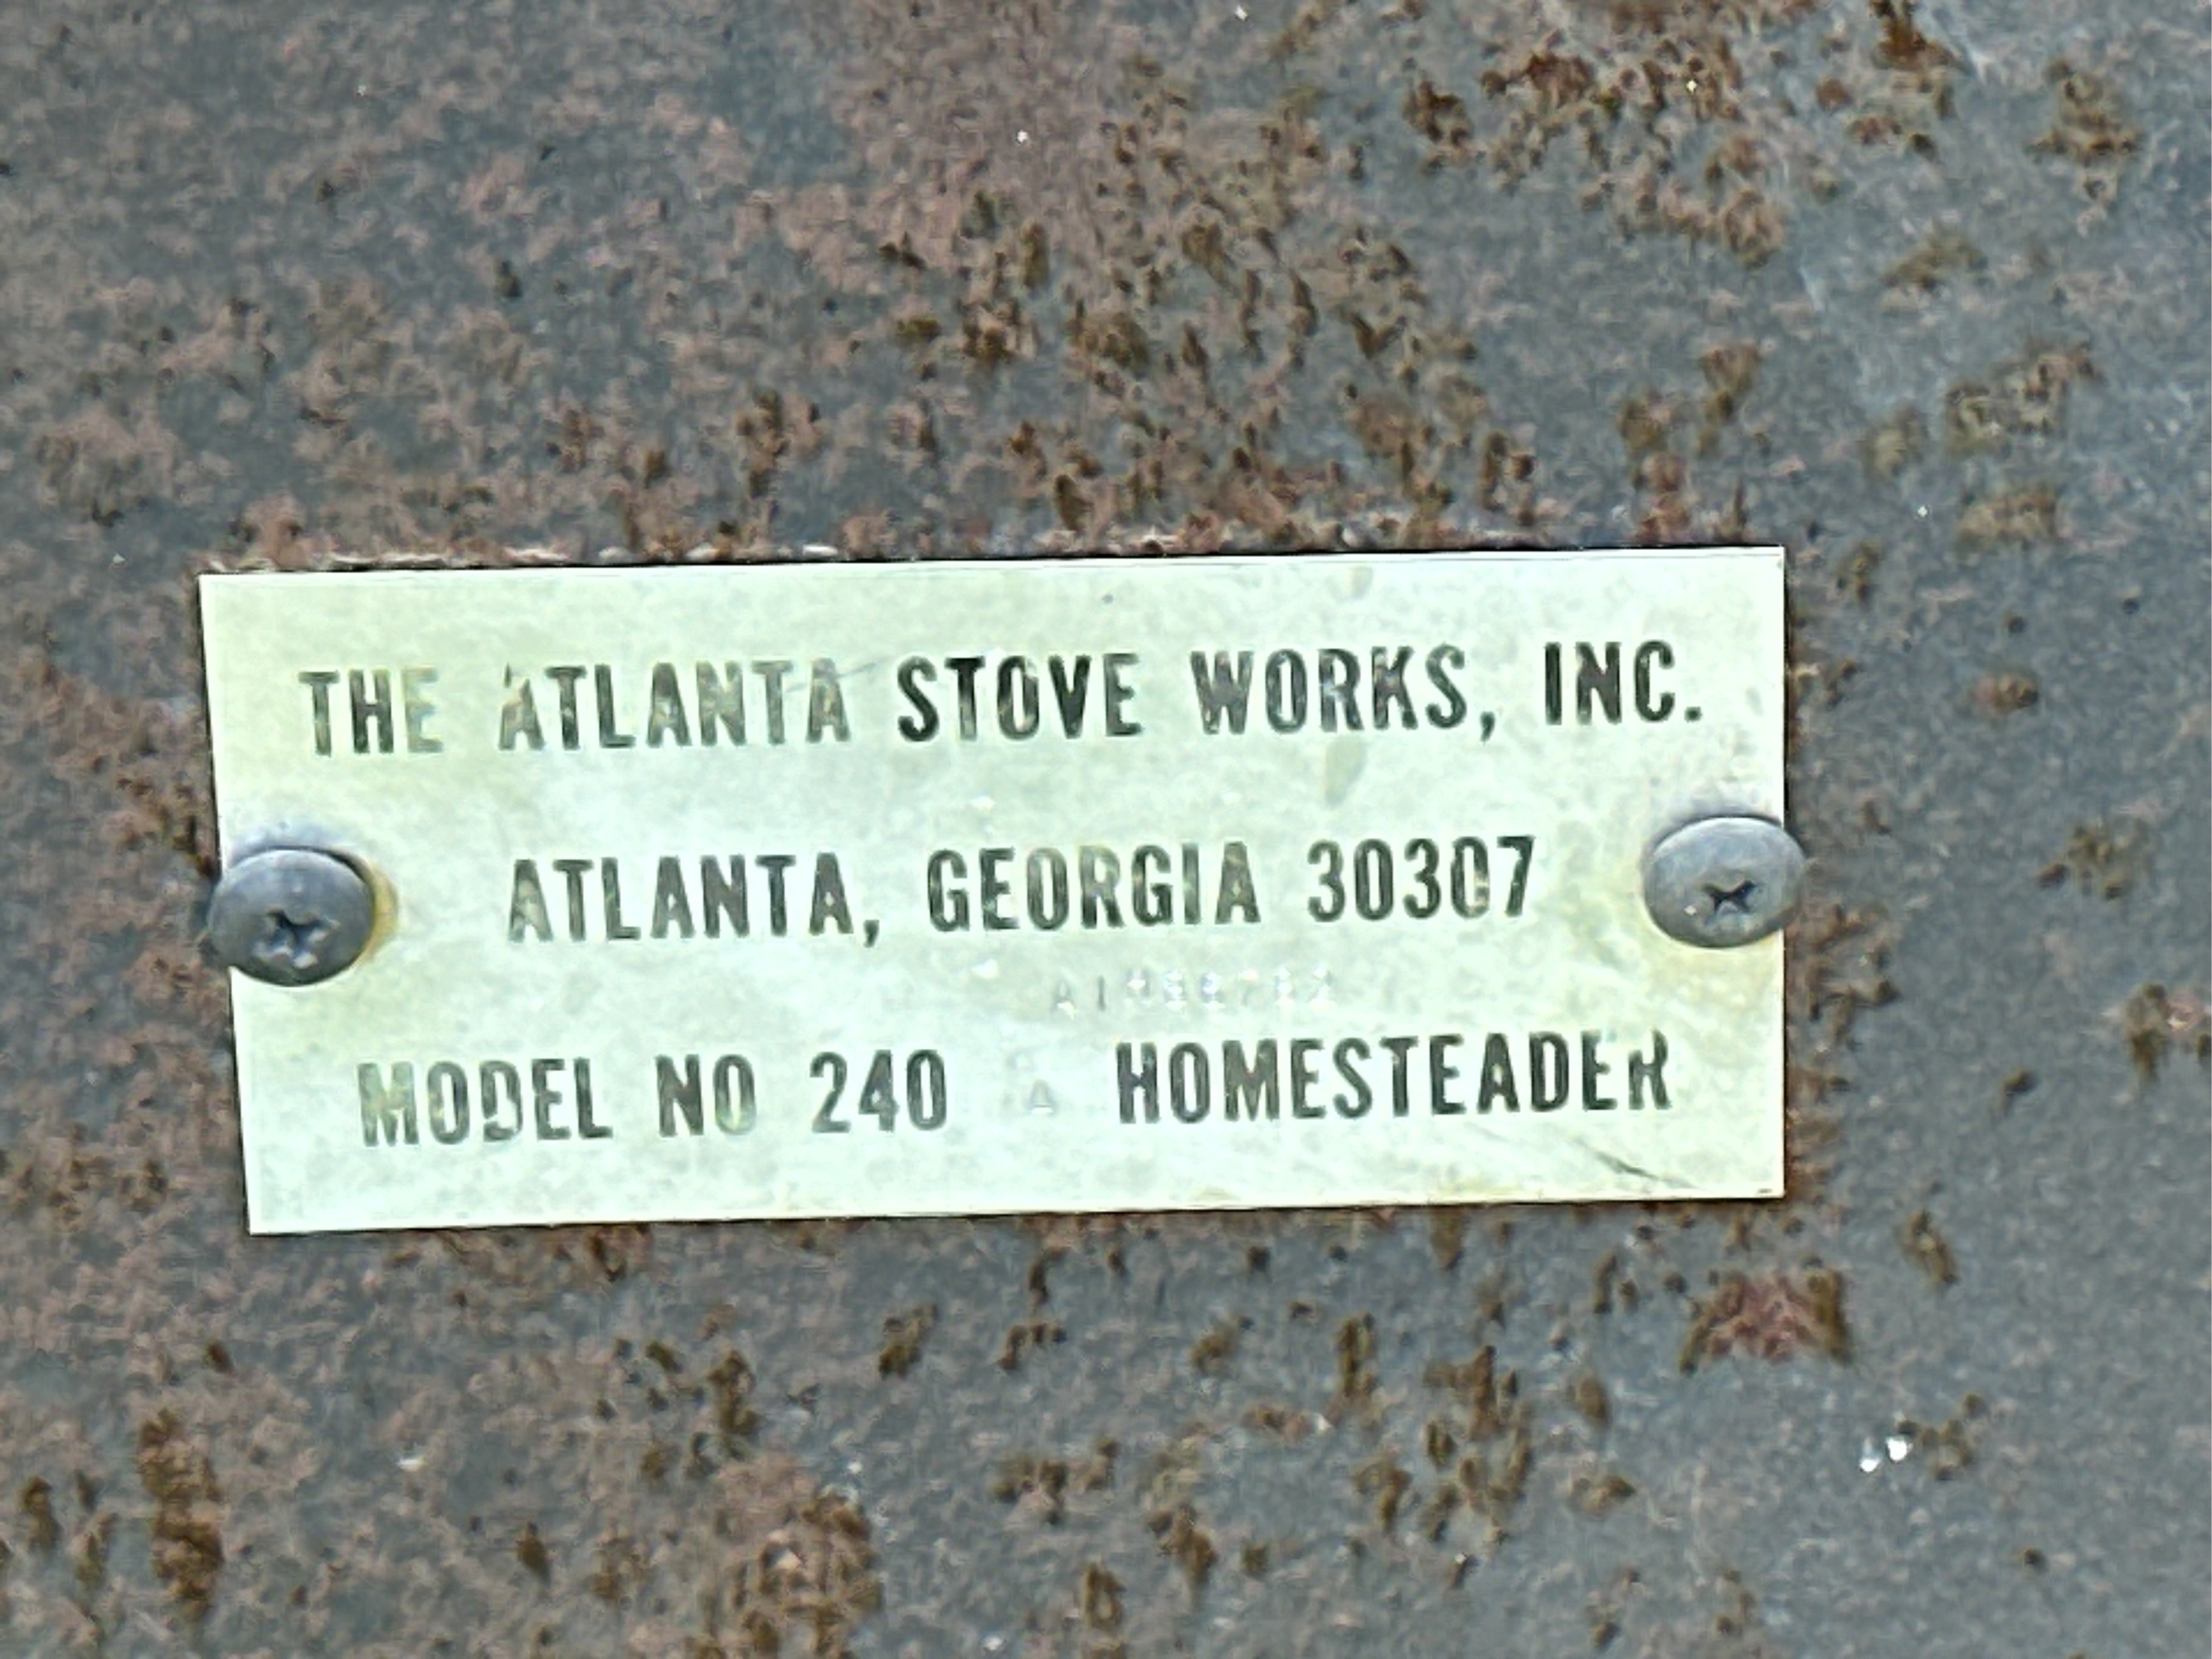 THE ATLANTA STOVE WORKS, INC.
ATLANTA, GEORGIA 30307
MODEL NO 240 A HOMESTEADER